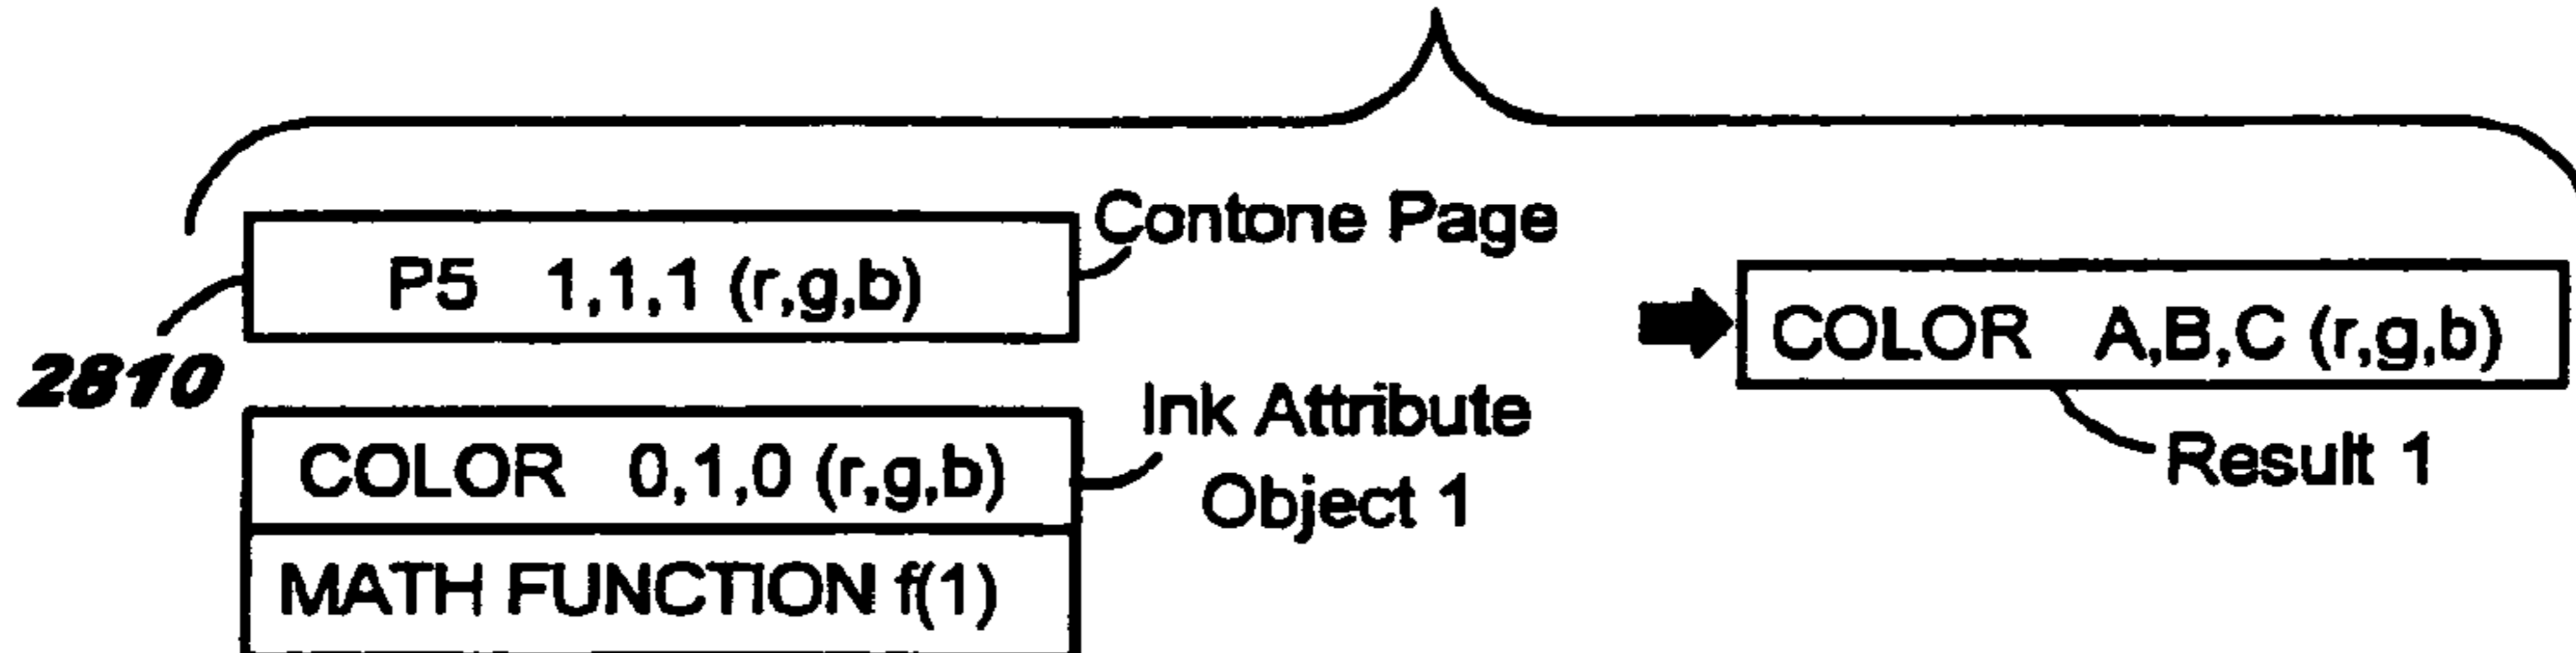 Contone Page
P5 1,1,1 (r,g,b)
COLOR A,B,C (r,g,b)
2810
Ink Attribute
Object 1
COLOR 0,1,0 (r,g,b)
Result 1
MATH FUNCTION f(1)